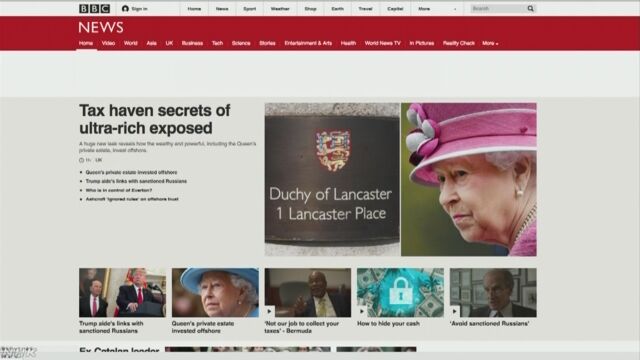 BBC
Sign in
Home
News
Sport
Weather
Shop
Earth
Travel
Capital
More
Search
NEWS
Home
Video
World
Asia
UK
Business
Tech
Science
Stories
Entertainment & Arts
Health
World News TV
In Pictures
Reality Check
More
Tax haven secrets of
ultra-rich exposed
A huge new leak reveals how the wealthy and powerful, including the Queen's
private estate, invest offshore.
UK
Queen's private estate invested offshore
Trump aide's links with sanctioned Russians
Who is in control of Everton?
Ashcroft 'ignored rules' on offshore trust
Duchy of Lancaster
1 Lancaster Place
Trump aide's links with
sanctioned Russians
Queen's private estate
invested offshore
'Not our job to collect your
taxes' - Bermuda
How to hide your cash
'Avoid sanctioned Russians'
Ex-Catalan leader